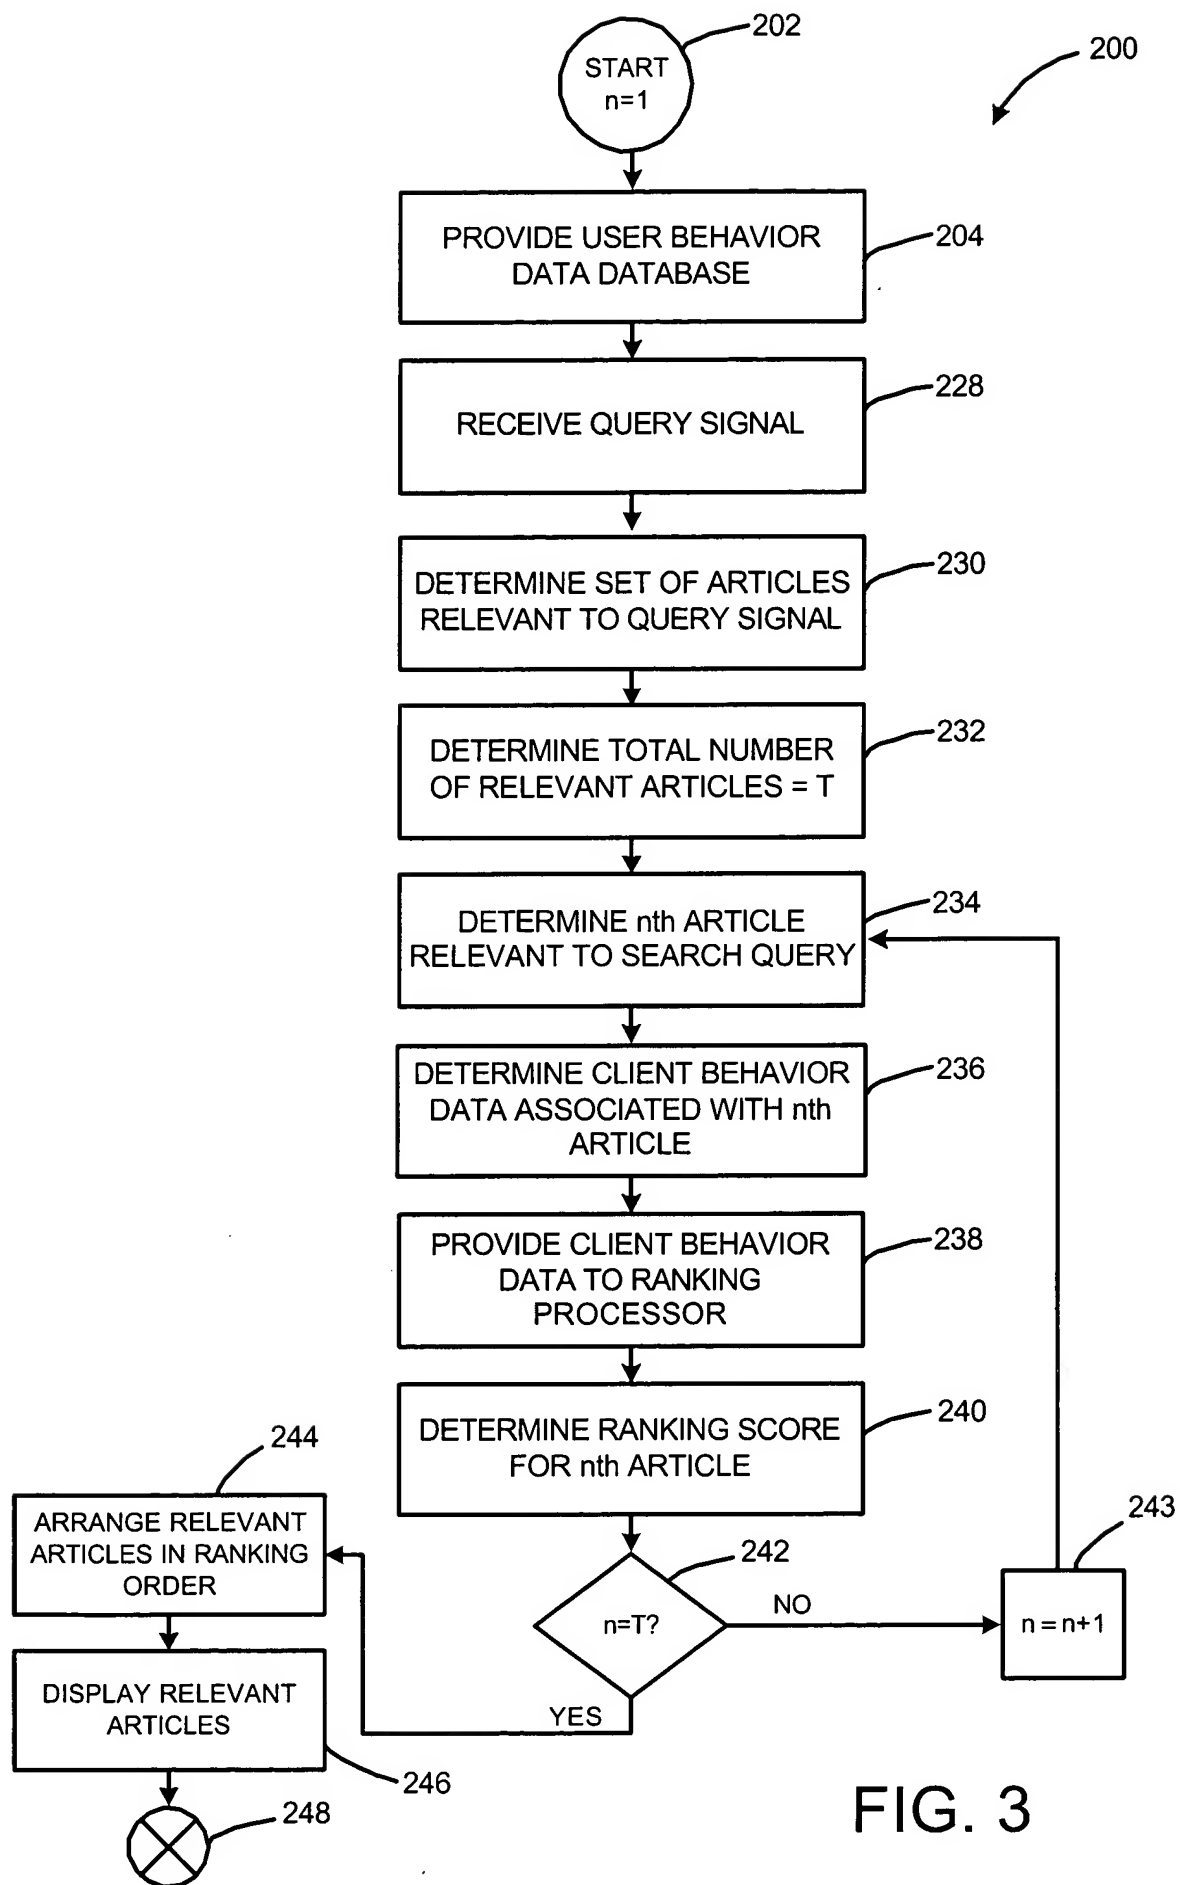 202
START
n=1
200
PROVIDE USER BEHAVIOR
DATA DATABASE
204
RECEIVE QUERY SIGNAL
228
DETERMINE SET OF ARTICLES
RELEVANT TO QUERY SIGNAL
230
DETERMINE TOTAL NUMBER
OF RELEVANT ARTICLES = T
232
DETERMINE nth ARTICLE
RELEVANT TO SEARCH QUERY
234
DETERMINE CLIENT BEHAVIOR
DATA ASSOCIATED WITH nth
ARTICLE
236
PROVIDE CLIENT BEHAVIOR
DATA TO RANKING
PROCESSOR
238
DETERMINE RANKING SCORE
FOR nth ARTICLE
240
242
n=T?
NO
243
n = n+1
YES
244
ARRANGE RELEVANT
ARTICLES IN RANKING
ORDER
DISPLAY RELEVANT
ARTICLES
246
248
FIG. 3